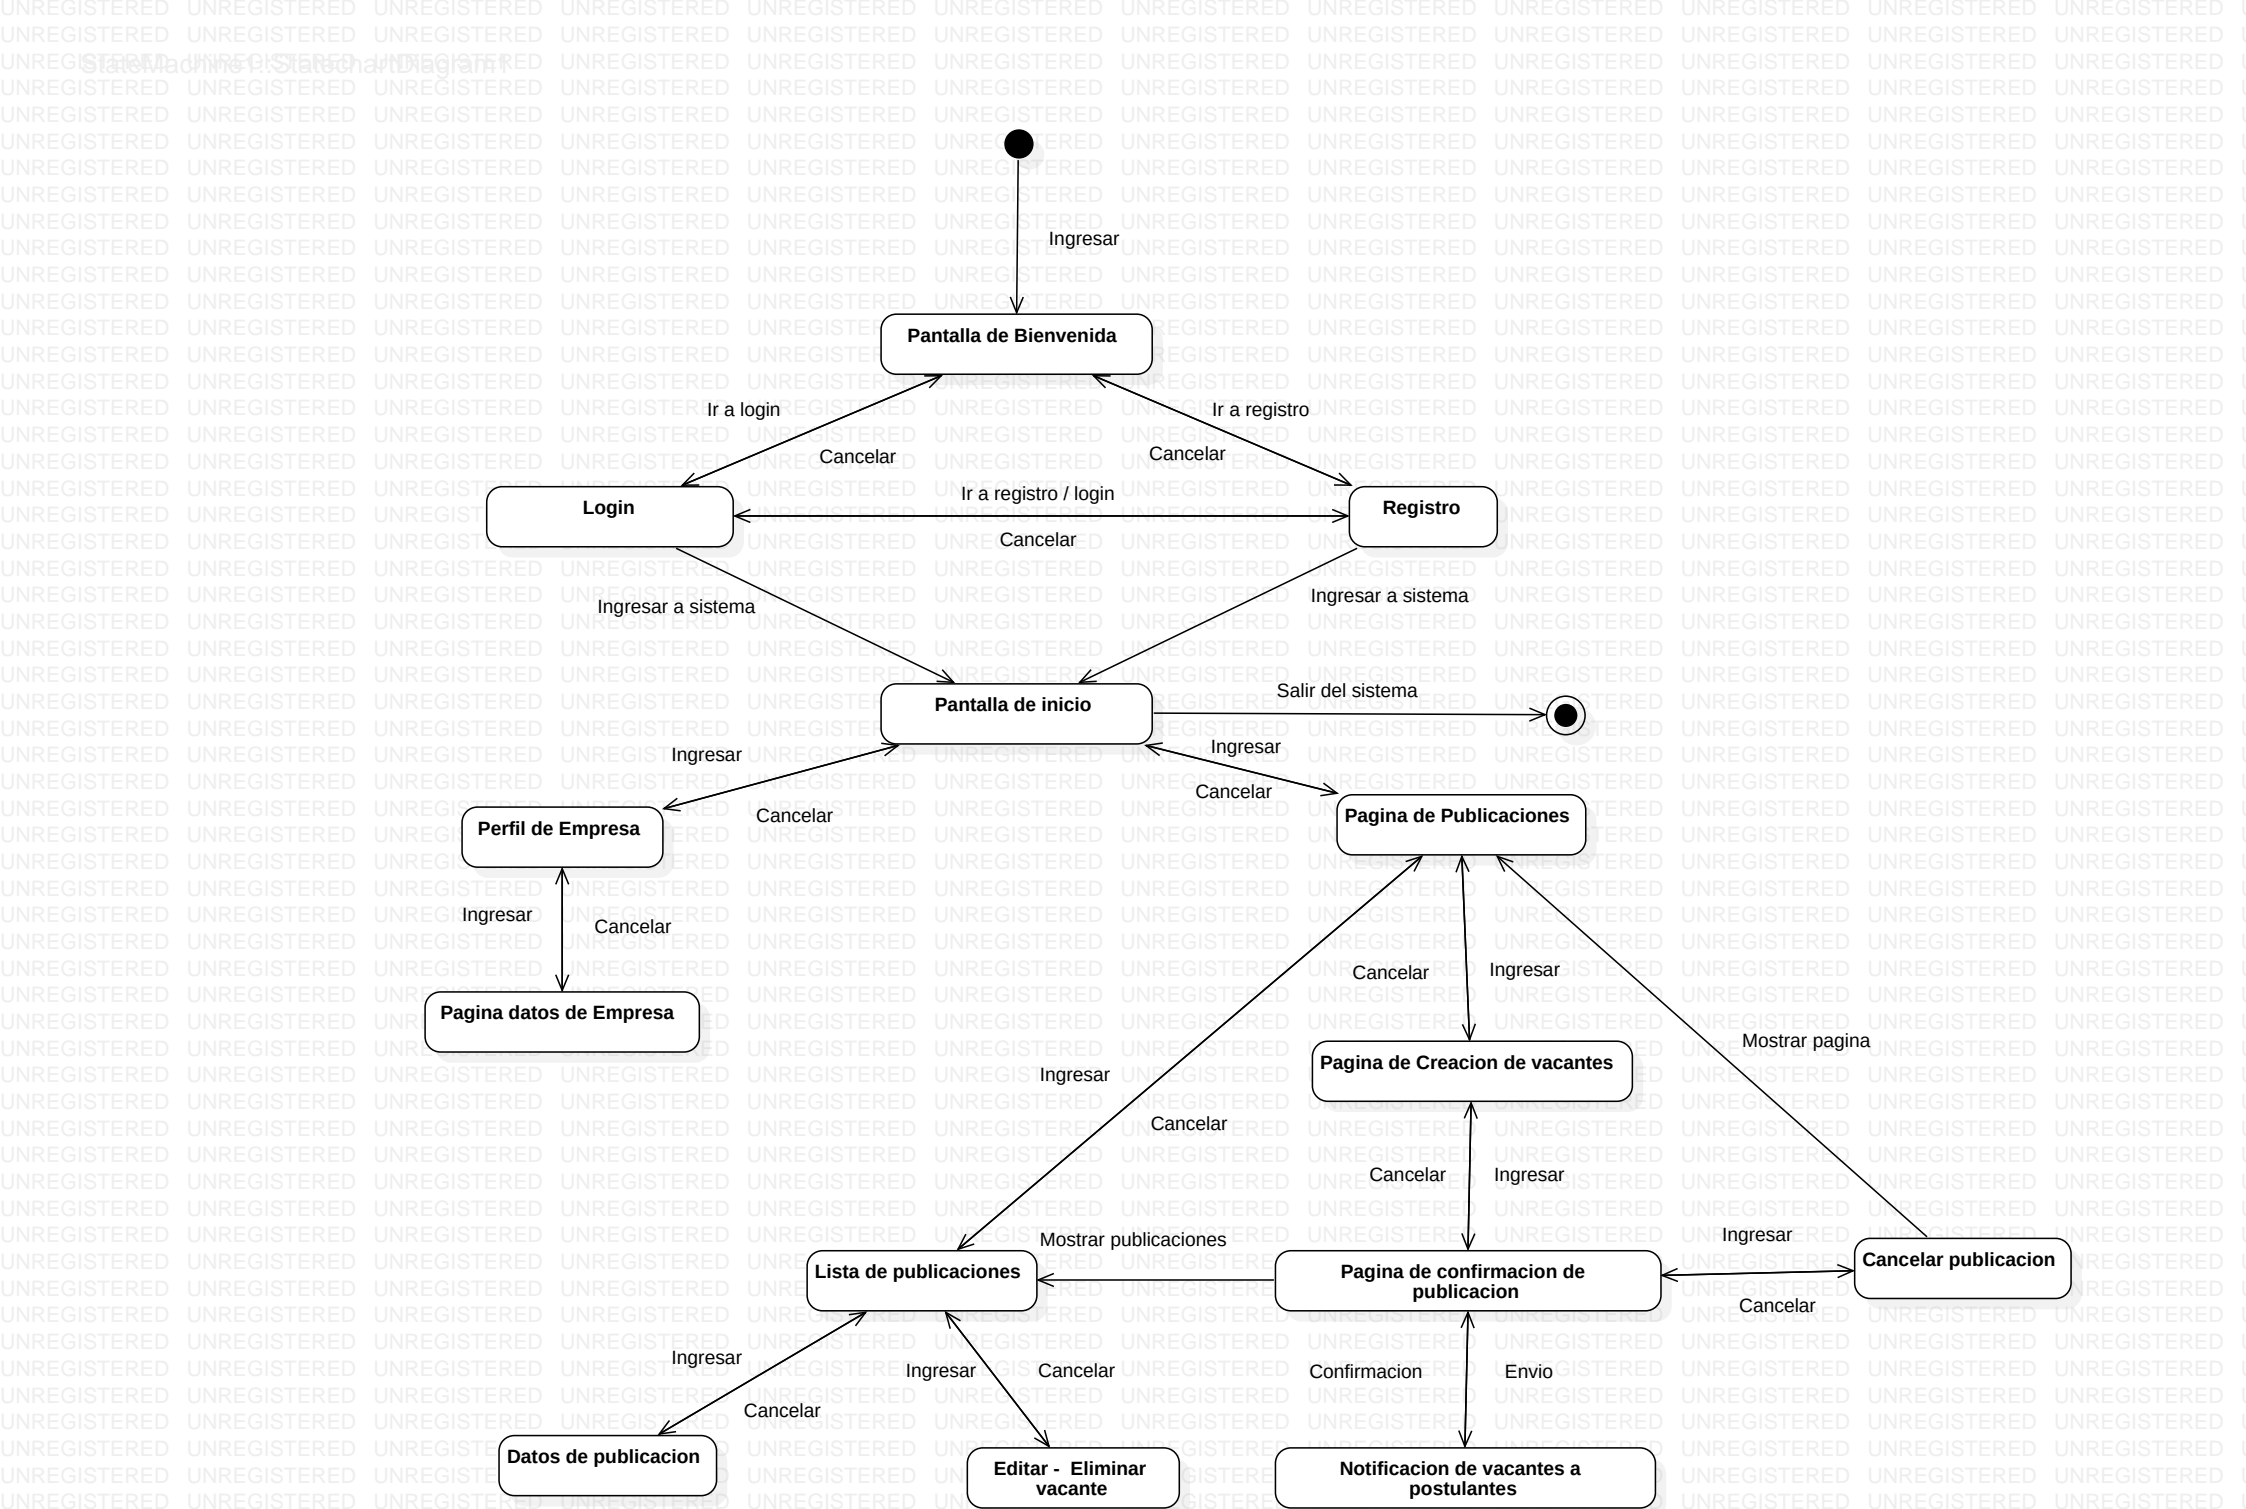 StateMachine1::StatechartDiagram1
Ingresar
Pantalla de Bienvenida
Ir a login
Ir a registro
Cancelar
Cancelar
Ir a registro / login
Login
Registro
Cancelar
Ingresar a sistema
Ingresar a sistema
Pantalla de inicio
Salir del sistema
Ingresar
Ingresar
Cancelar
Cancelar
Pagina de Publicaciones
Perfil de Empresa
Ingresar
Cancelar
Cancelar
Ingresar
Pagina datos de Empresa
Mostrar pagina
Pagina de Creacion de vacantes
Ingresar
Cancelar
Cancelar
Ingresar
Mostrar publicaciones
Ingresar
Lista de publicaciones
Pagina de confirmacion de
publicacion
Cancelar publicacion
Cancelar
Ingresar
Ingresar
Cancelar
Confirmacion
Envio
Cancelar
Datos de publicacion
Editar -  Eliminar
vacante
Notificacion de vacantes a
postulantes
UNREGISTERED